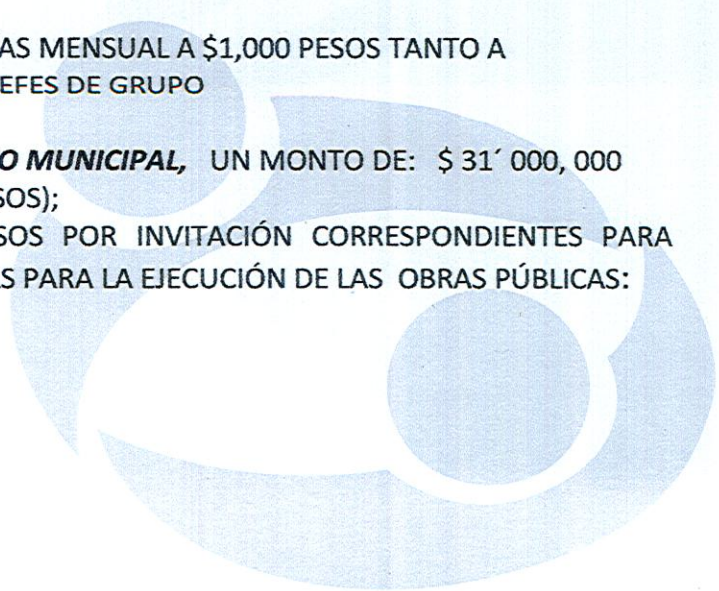 AS MENSUAL A $1,000 PESOS TANTO A
EFES DE GRUPO
O MUNICIPAL, UN MONTO DE: $ 31´ 000, 000
SOS);
SOS POR INVITACIÓN CORRESPONDIENTES PARA
AS PARA LA EJECUCIÓN DE LAS OBRAS PÚBLICAS: